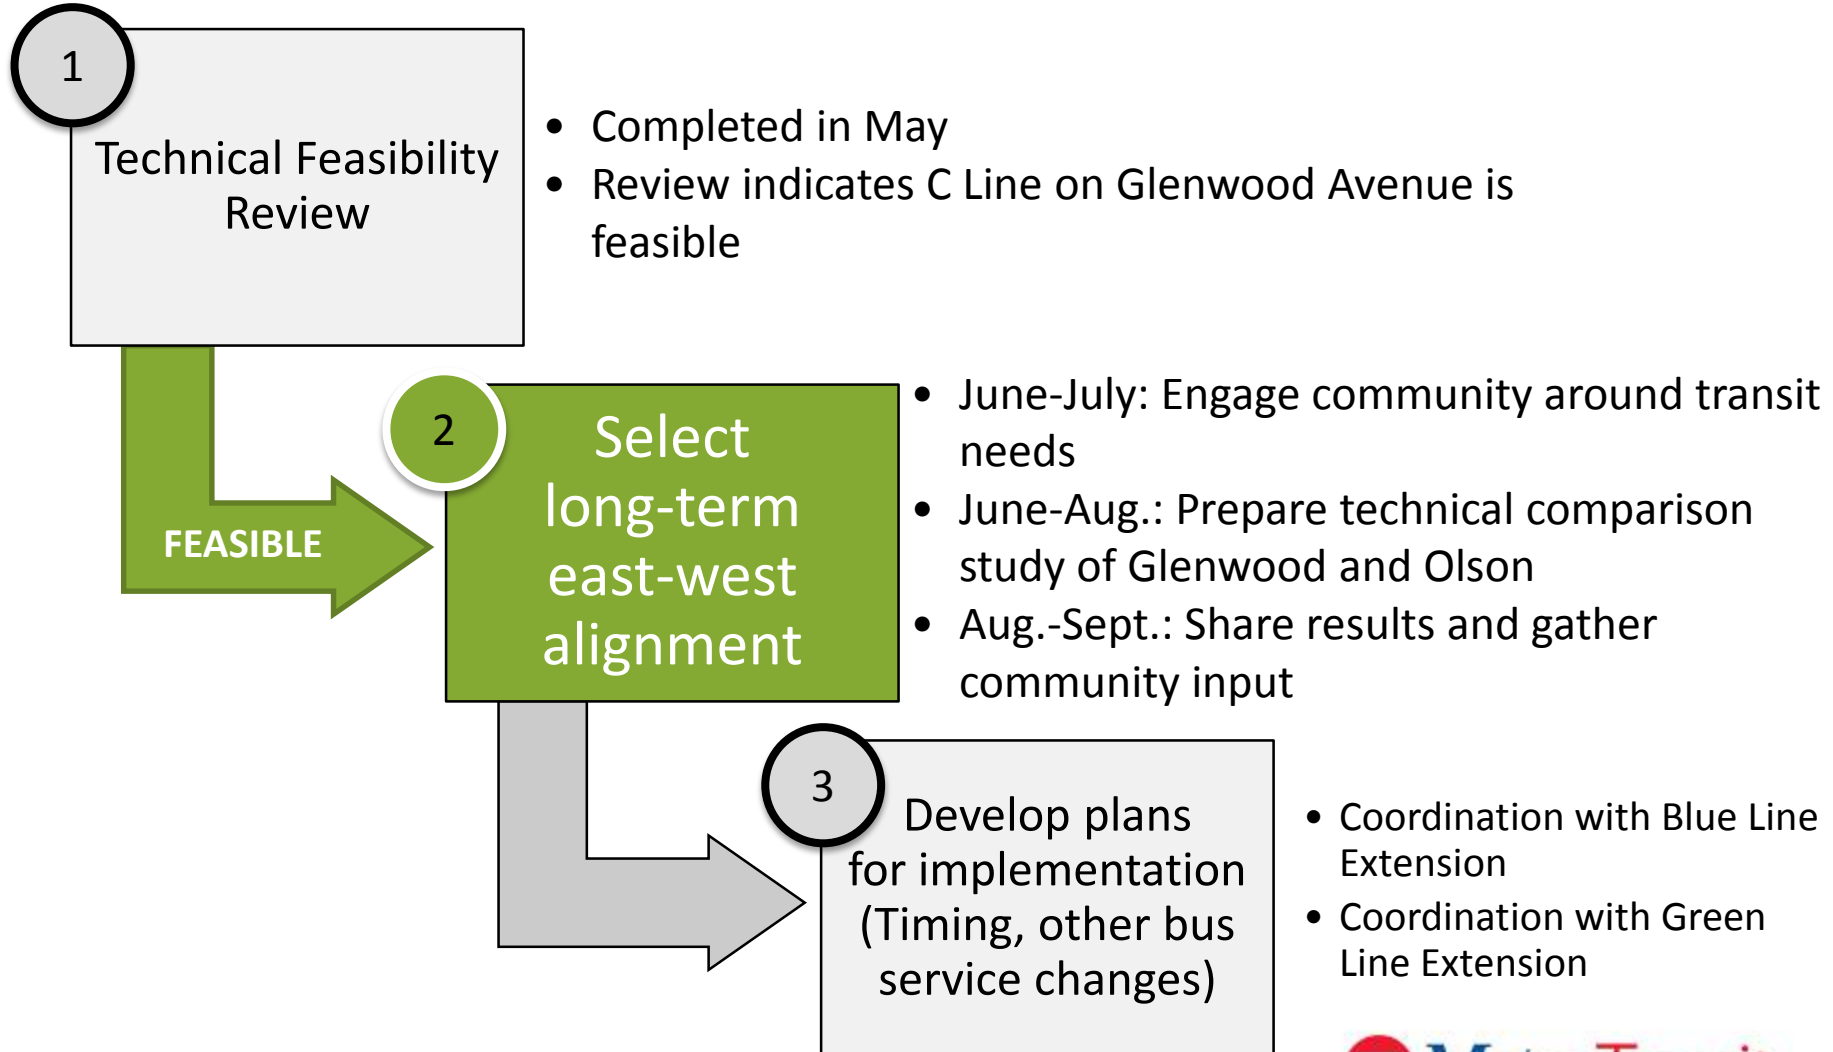 1
Technical Feasibility
Review
• Completed in May
• Review indicates C Line on Glenwood Avenue is
feasible
FEASIBLE
2
Select
long-term
east-west
alignment
• June-July: Engage community around transit
needs
• June-Aug.: Prepare technical comparison
study of Glenwood and Olson
• Aug.-Sept.: Share results and gather
community input
3
Develop plans
for implementation
(Timing, other bus
service changes)
• Coordination with Blue Line
Extension
• Coordination with Green
Line Extension